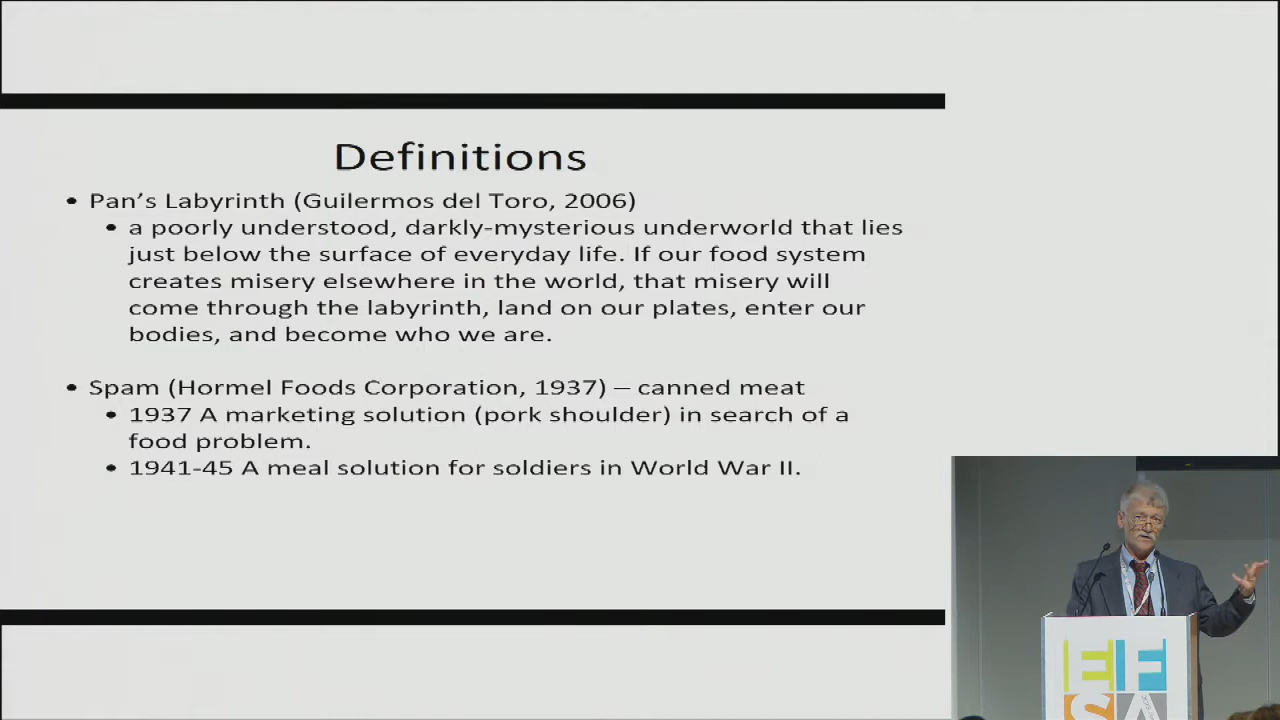 Definitions
• Pan's Labyrinth (Guilermos del Toro, 2006)
• a poorly understood, darkly-mysterious underworld that lies
just below the surface of everyday life. If our food system
creates misery elsewhere in the world, that misery will
come through the labyrinth, land on our plates, enter our
bodies, and become who we are.
• Spam (Hormel Foods Corporation, 1937) – canned meat
• 1937 A marketing solution (pork shoulder) in search of a
food problem.
• 1941-45 A meal solution for soldiers in World War II.
EF
SA